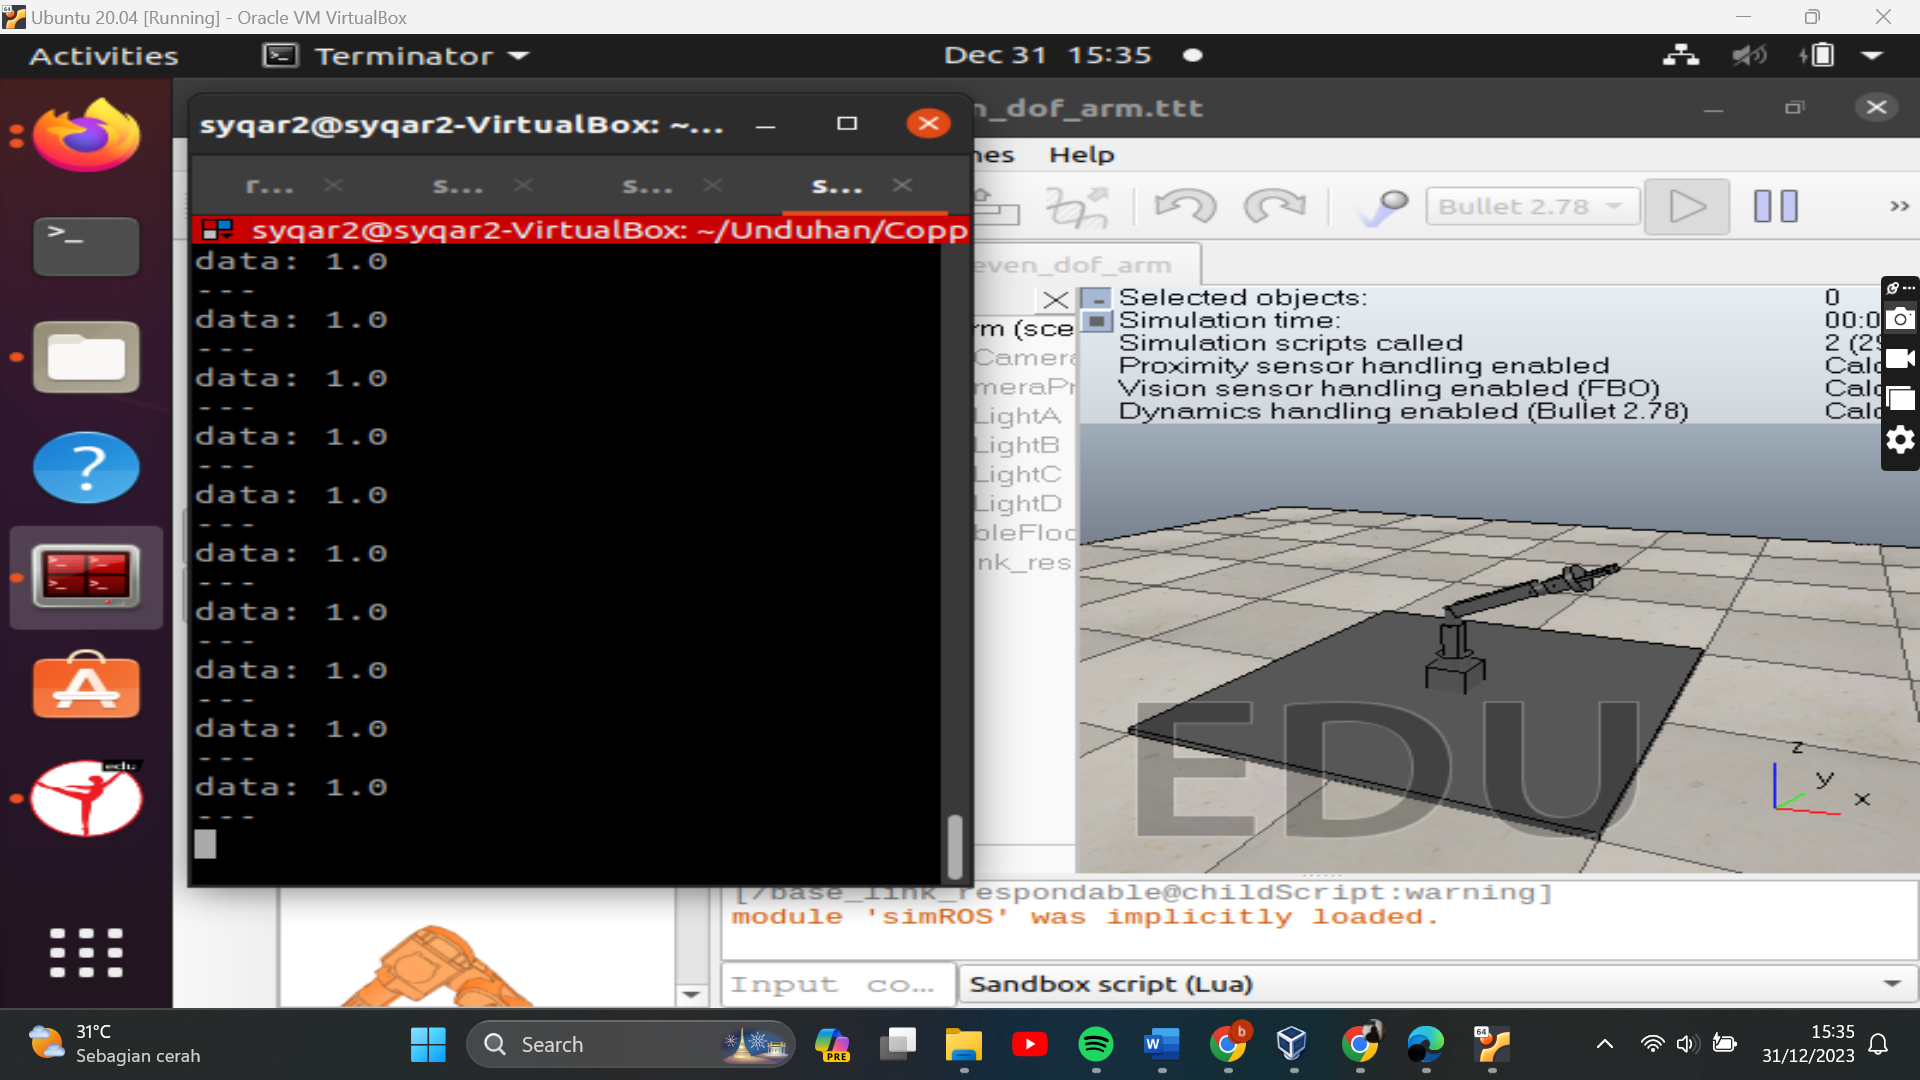 Ubuntu 20.04 [Running] - Oracle VM VirtualBox
Activities
Terminator
Dec 31 15:35
syqar2@syqar2-VirtualBox: ~...
n_dof_arm.ttt
Help
r...
s...
s...
s...
Bullet 2.78
syqar2@syqar2-VirtualBox: ~/Unduhan/Copp
even_dof_arm
data: 1.0
---
data: 1.0
---
data: 1.0
---
data: 1.0
---
data: 1.0
---
data: 1.0
---
data: 1.0
---
data: 1.0
---
data: 1.0
---
data: 1.0
---
rm (sce
Camera
meraPr
LightA
LightB
LightC
LightD
bleFloo
nk_res
Selected objects: 0
Simulation time: 00:0
Simulation scripts called 2 (29
Proximity sensor handling enabled Calc
Vision sensor handling enabled (FBO) Calc
Dynamics handling enabled (Bullet 2.78) Calc
EDU
z
y
x
edu
[/base_link_respondable@childScript:warning]
module 'simROS' was implicitly loaded.
Input co...
Sandbox script (Lua)
31°C
Sebagian cerah
Search
PRE
W
b
64
15:35
31/12/2023